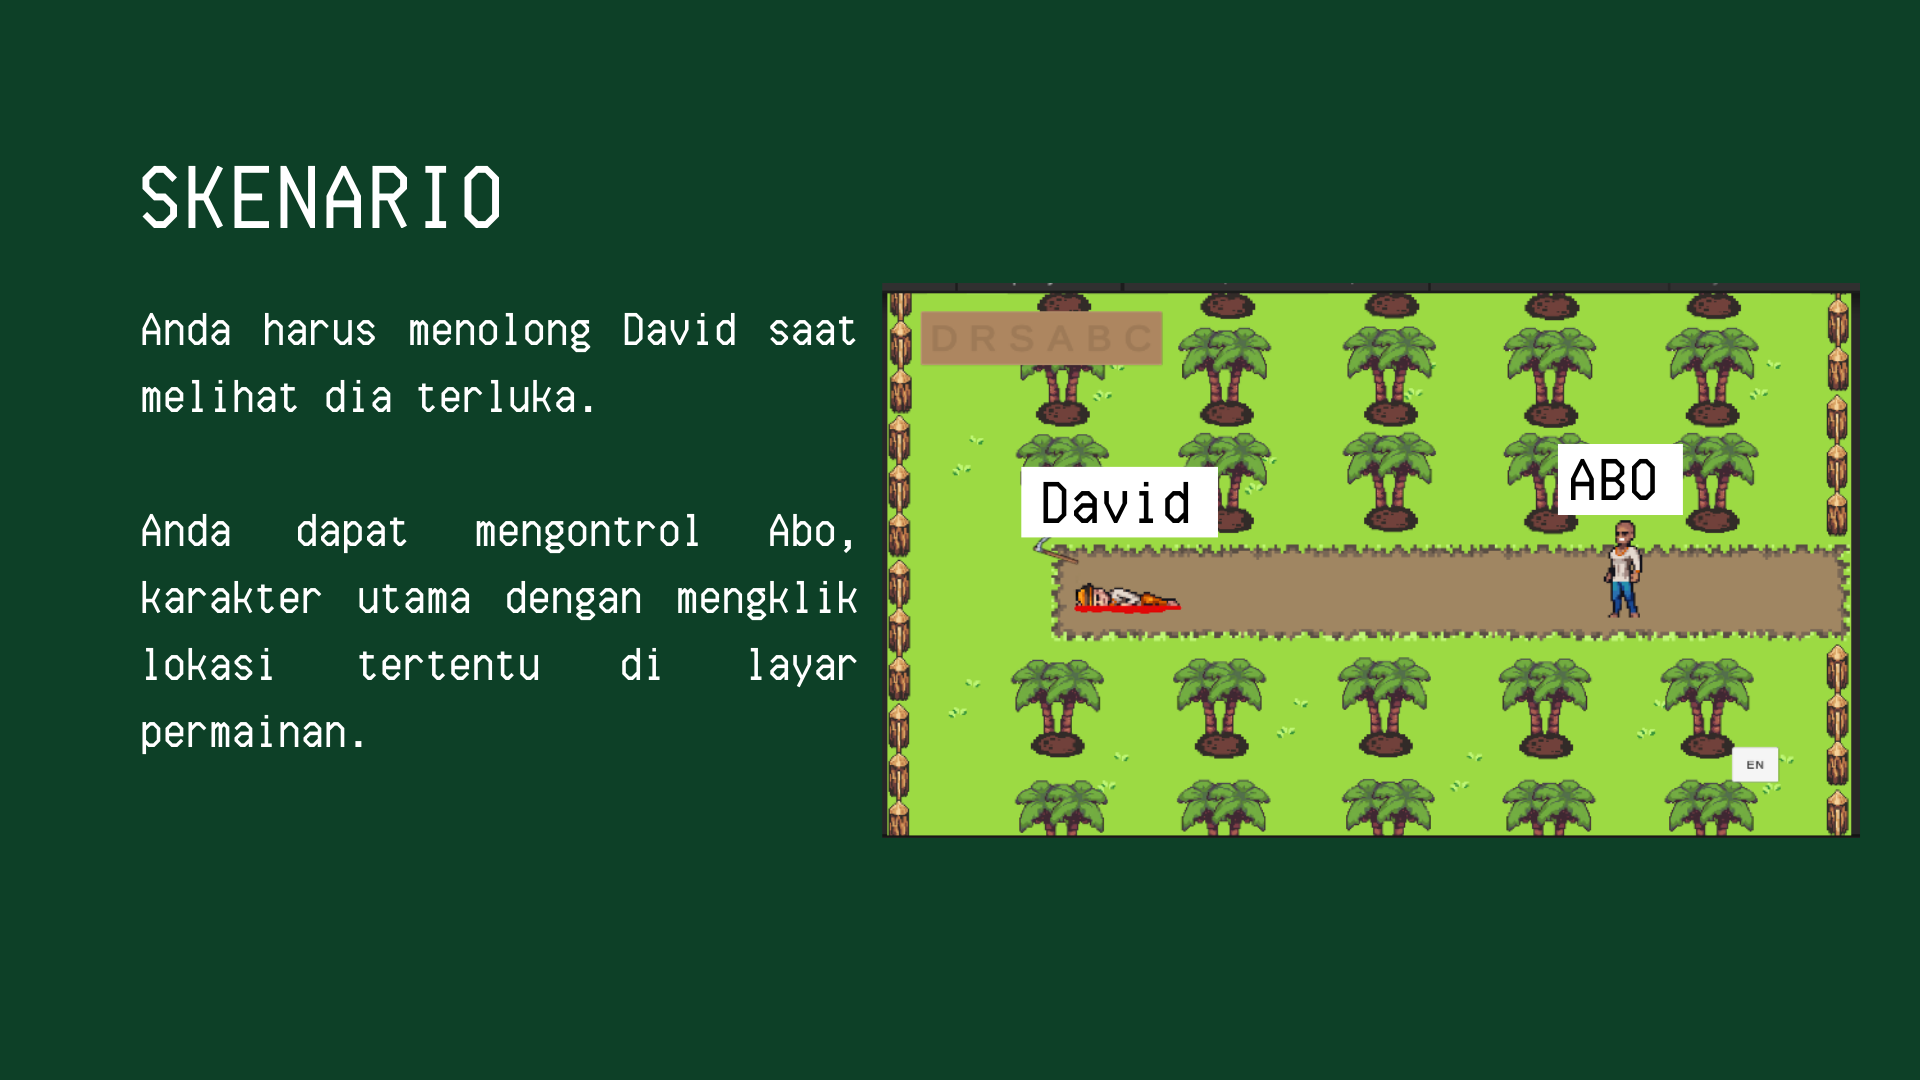 SKENARIO
Anda harus menolong David saat
melihat dia terluka.
Anda dapat mengontrol Abo,
karakter utama dengan mengklik
lokasi tertentu di layar
permainan.
D R S A B C
David
ABO
EN